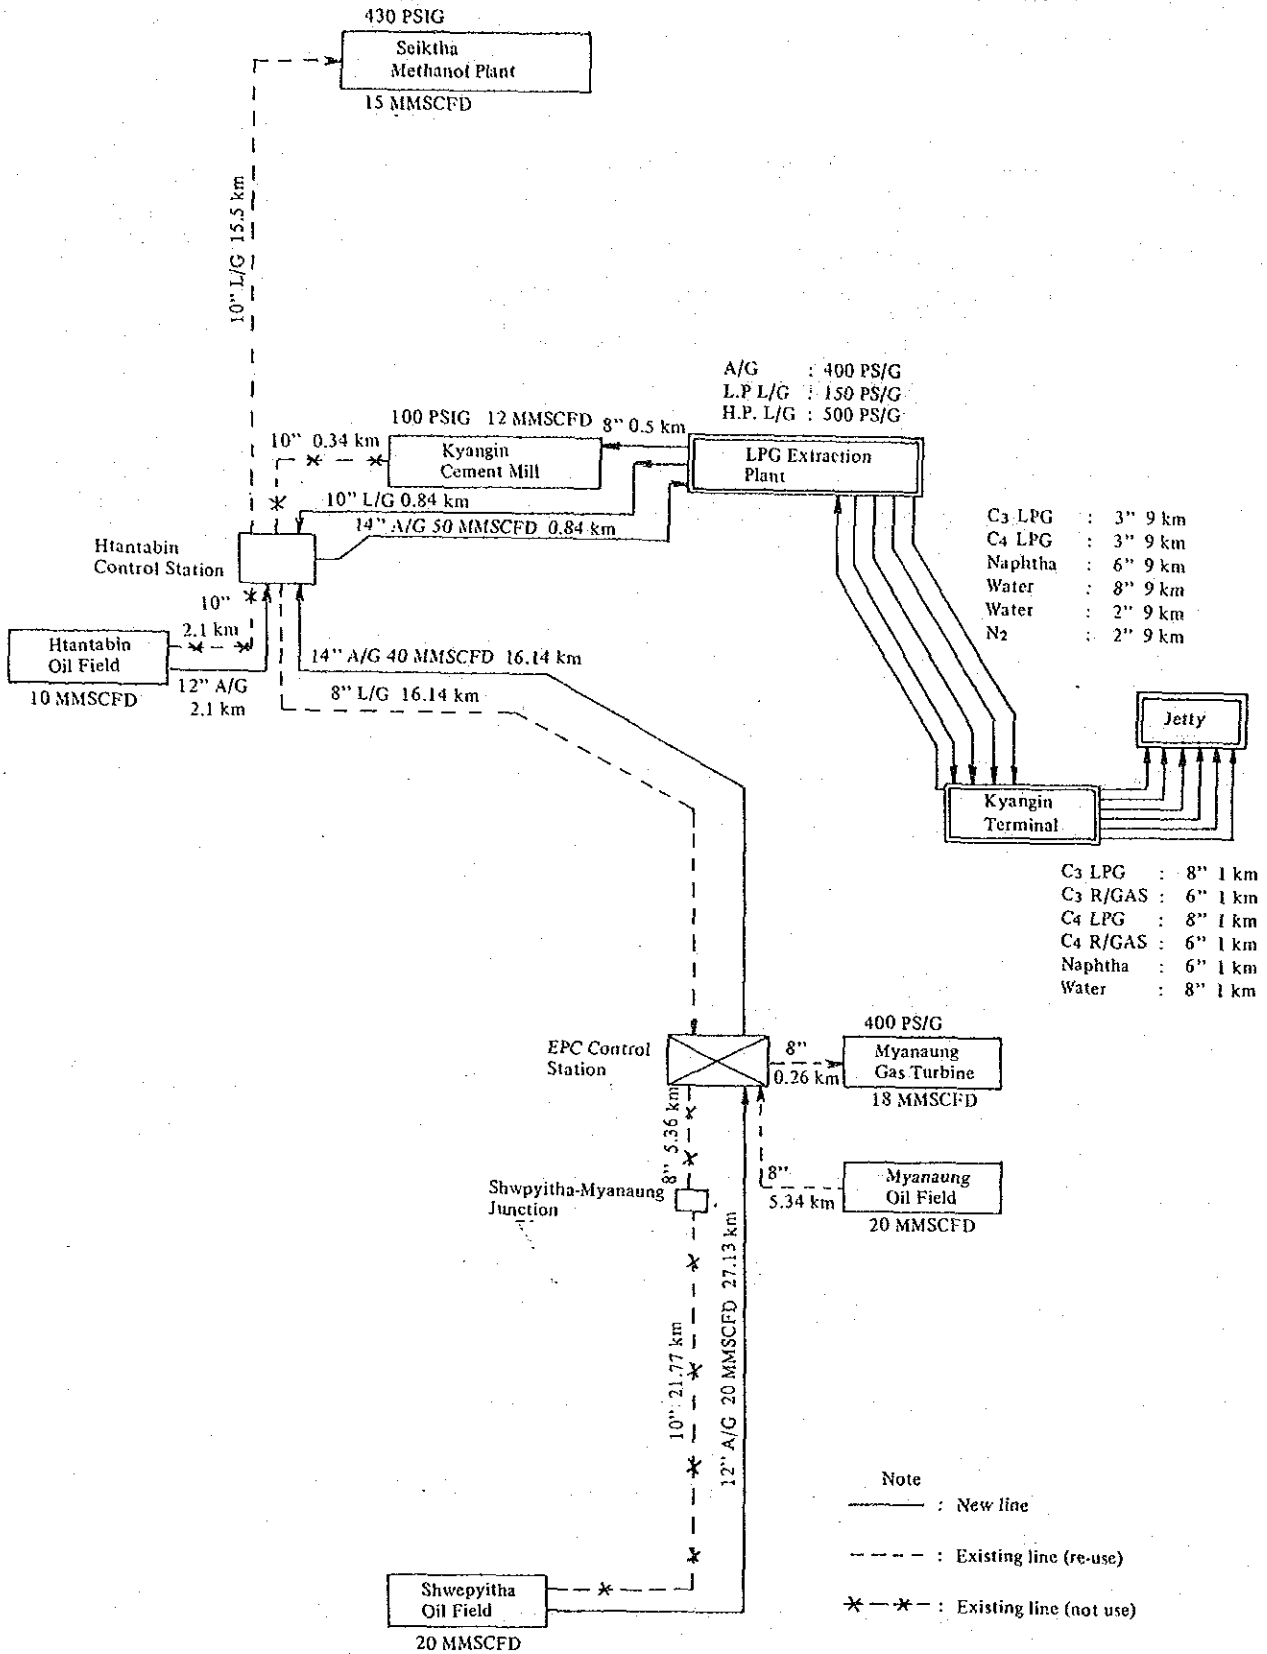 430 PSIG
Seiktha
Methanol Plant
15 MMSCFD
10" L/G 15.5 km
A/G : 400 PS/G
L.P L/G : 150 PS/G
H.P. L/G : 500 PS/G
100 PSIG 12 MMSCFD
8" 0.5 km
10" 0.34 km
Kyangin
Cement Mill
LPG Extraction
Plant
10" L/G 0.84 km
14" A/G 50 MMSCFD 0.84 km
Htantabin
Control Station
C3 LPG : 3" 9 km
C4 LPG : 3" 9 km
Naphtha : 6" 9 km
Water : 8" 9 km
Water : 2" 9 km
N2 : 2" 9 km
10"
2.1 km
Htantabin
Oil Field
10 MMSCFD
12" A/G
2.1 km
14" A/G 40 MMSCFD 16.14 km
8" L/G 16.14 km
Jetty
Kyangin
Terminal
C3 LPG : 8" 1 km
C3 R/GAS : 6" 1 km
C4 LPG : 8" 1 km
C4 R/GAS : 6" 1 km
Naphtha : 6" 1 km
Water : 8" 1 km
EPC Control
Station
400 PS/G
8"
0.26 km
Myanaung
Gas Turbine
18 MMSCFD
8" 5.36 km
Shwpyitha-Myanaung
Junction
8"
5.34 km
Myanaung
Oil Field
20 MMSCFD
10" 21.77 km
12" A/G 20 MMSCFD 27.13 km
Shwepyitha
Oil Field
20 MMSCFD
Note
: New line
: Existing line (re-use)
: Existing line (not use)